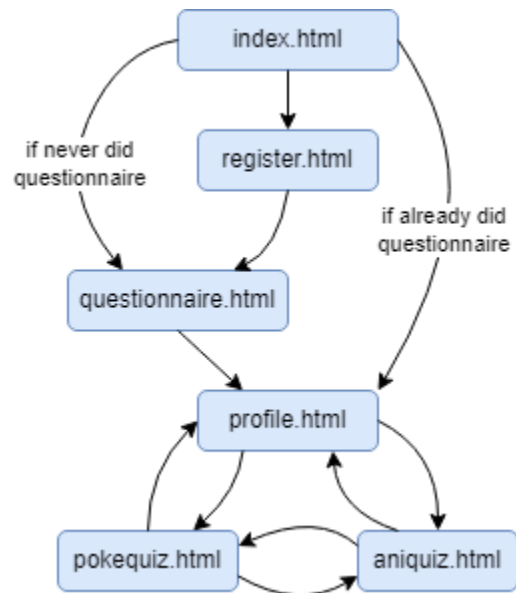 index.html
if never did
questionnaire
register.html
if already did
questionnaire
questionnaire.html
profile.html
pokequiz.html
aniquiz.html